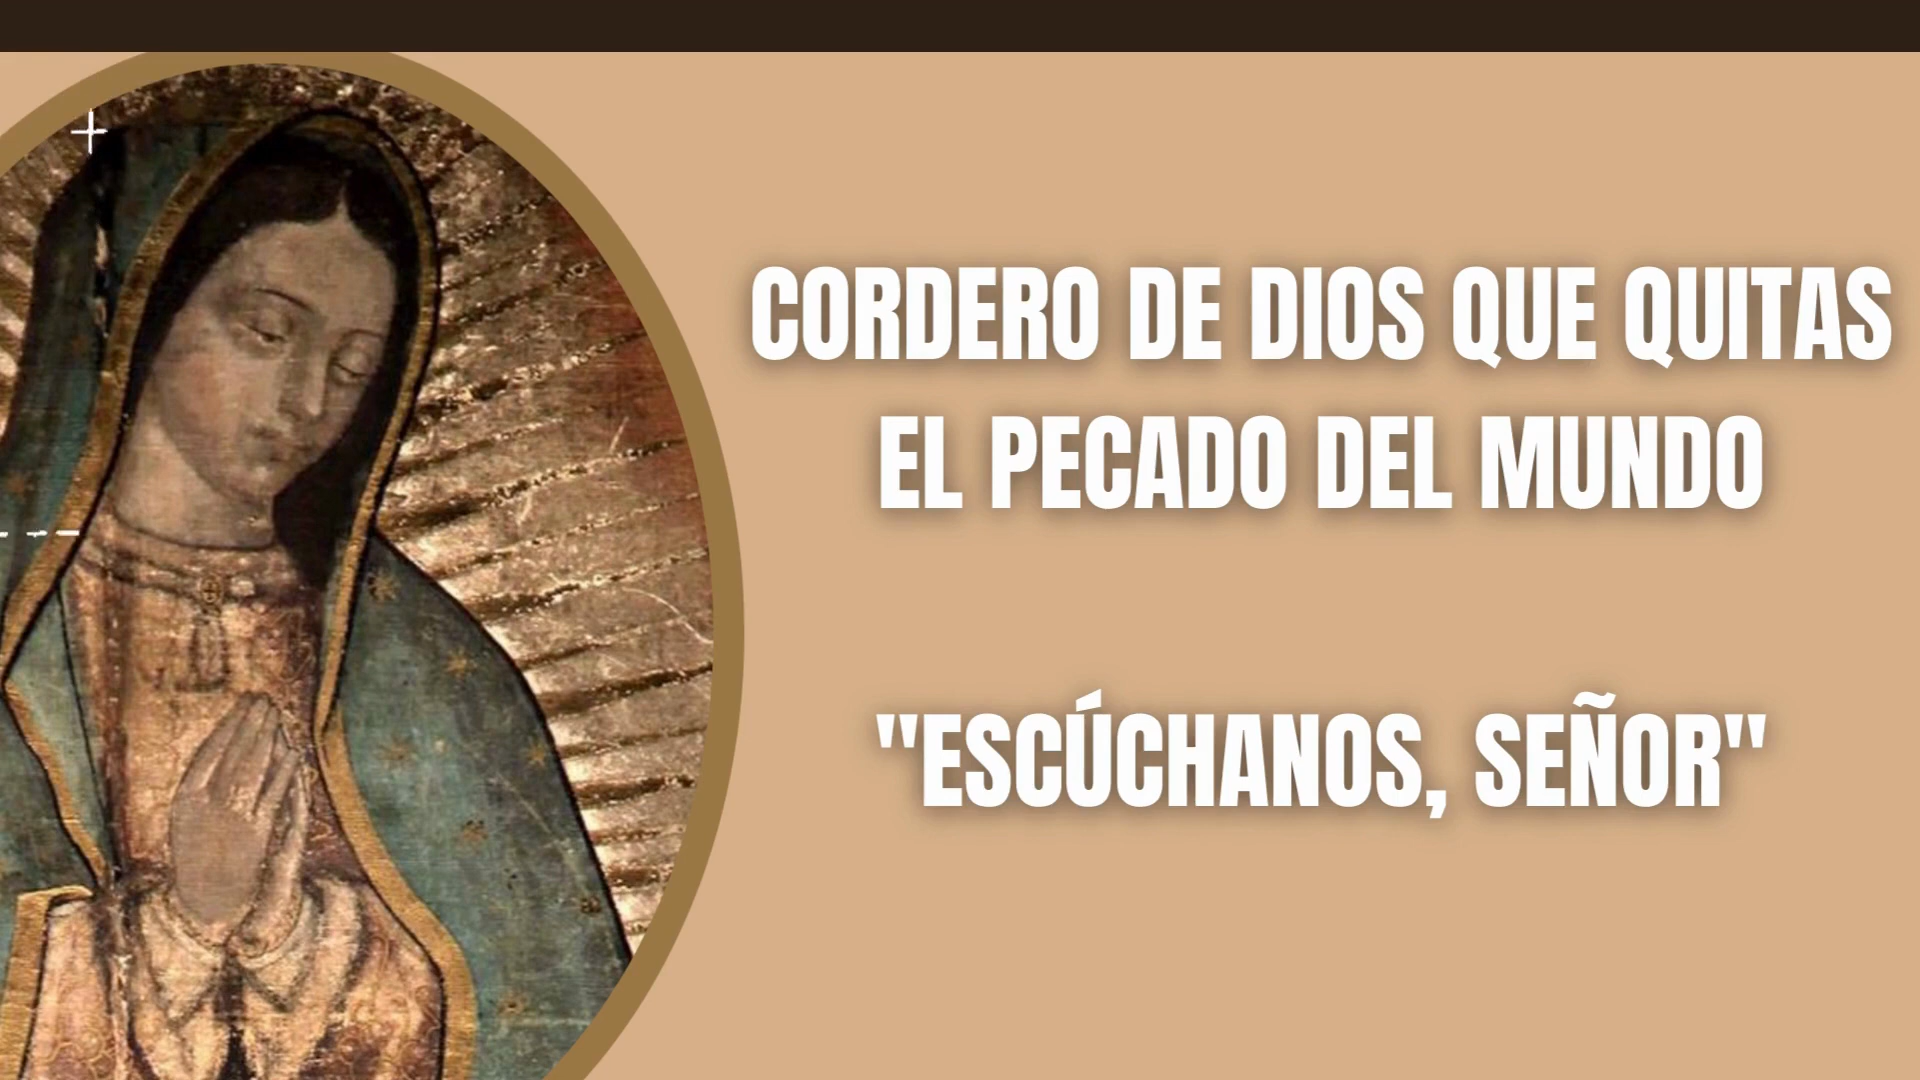 CORDERO DE DIOS QUE QUITAS
EL PECADO DEL MUNDO
"ESCÚCHANOS, SEÑOR"